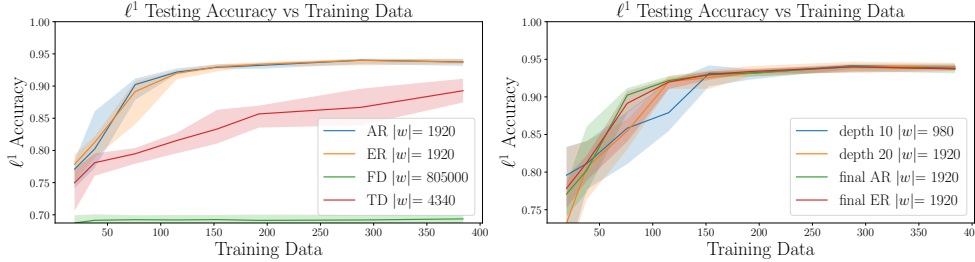 ℓ¹ Testing Accuracy vs Training Data
1.00
0.95
0.90
0.85
0.80
0.75
0.70
ℓ¹ Accuracy
AR |w|= 1920
ER |w|= 1920
FD |w|= 805000
TD |w|= 4340
50 100 150 200 250 300 350 400
Training Data
ℓ¹ Testing Accuracy vs Training Data
1.00
0.95
0.90
0.85
0.80
0.75
ℓ¹ Accuracy
depth 10 |w|= 980
depth 20 |w|= 1920
final AR |w|= 1920
final ER |w|= 1920
50 100 150 200 250 300 350 400
Training Data